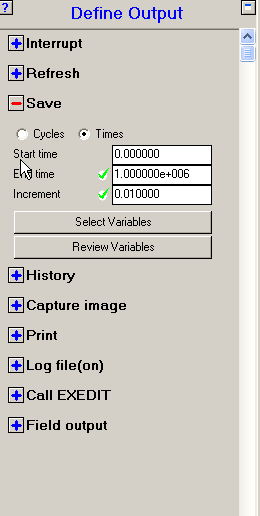 ?
Define Output
Interrupt
Refresh
Save
Cycles Times
Start time 0.000000
End time 1.000000e+006
Increment 0.010000
Select Variables
Review Variables
History
Capture image
Print
Log file(on)
Call EXEDIT
Field output